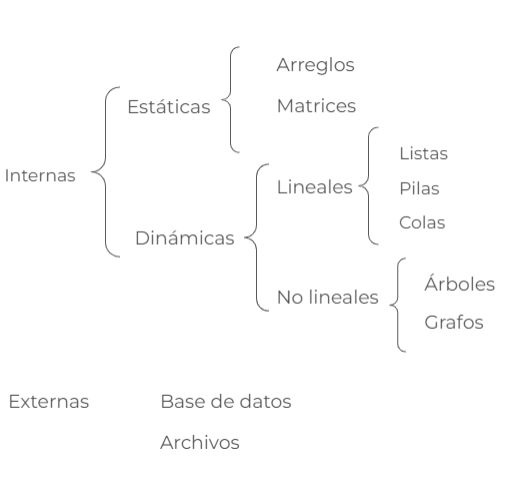 Internas
Estáticas
Arreglos
Matrices
Dinámicas
Lineales
Listas
Pilas
Colas
No lineales
Árboles
Grafos
Externas
Base de datos
Archivos